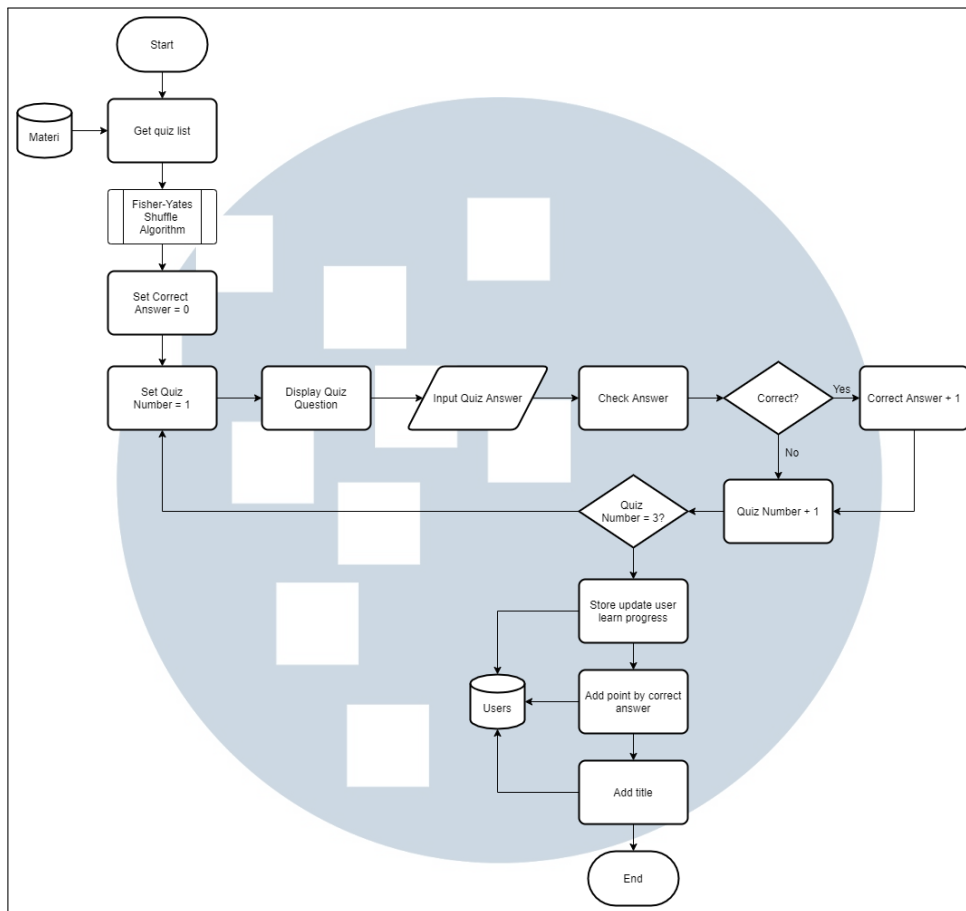 Start
Materi
Get quiz list
Fisher-Yates
Shuffle
Algorithm
Set Correct
Answer = 0
Set Quiz
Number = 1
Display Quiz
Question
Input Quiz Answer
Check Answer
Correct?
Yes
Correct Answer + 1
No
Quiz Number + 1
Quiz
Number = 3?
Store update user
learn progress
Users
Add point by correct
answer
Add title
End